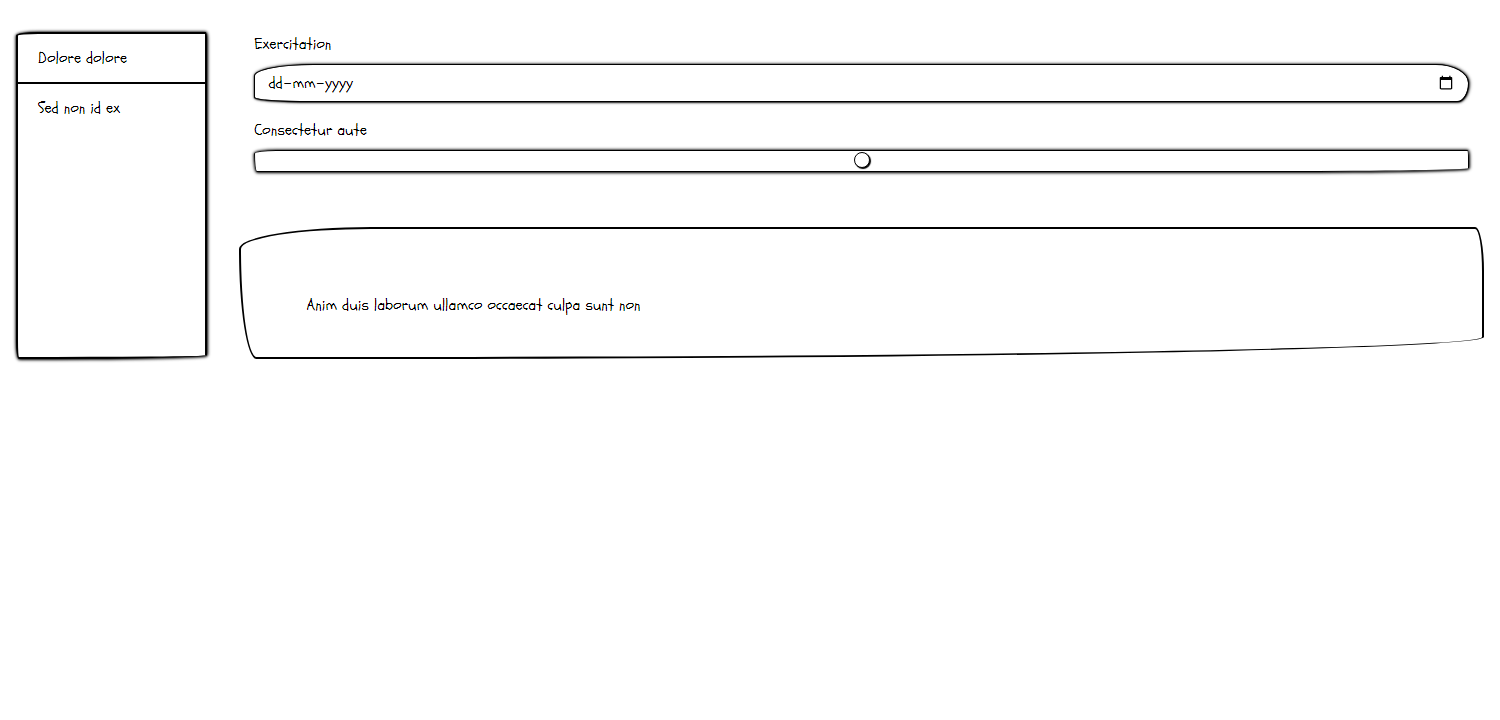 Dolore dolore
Sed non id ex
Exercitation
dd-mm-yyyy
Consectetur aute
Anim duis laborum ullamco occaecat culpa sunt non